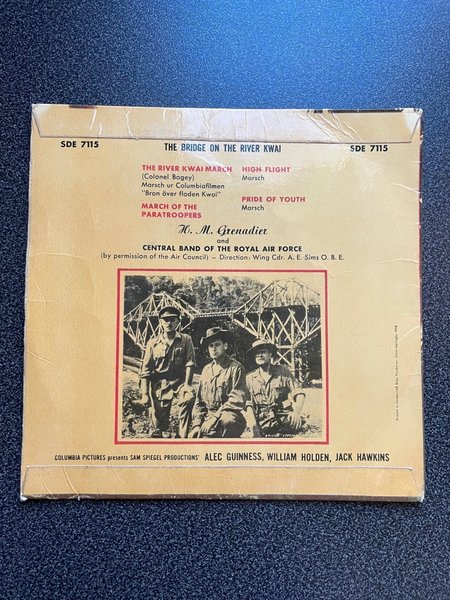 SDE 7115 THE BRIDGE ON THE RIVER KWAI SDE 7115
THE RIVER KWAI MARCH
(Colonel Bogey)
Marsch ur Columbiafilmen
"Bron över floden Kwai"
MARCH OF THE
PARATROOPERS
HIGH FLIGHT
Marsch
PRIDE OF YOUTH
Marsch
H. M. Grenadier
and
CENTRAL BAND OF THE ROYAL AIR FORCE
(by permission of the Air Council) – Direction: Wing Cdr. A. E. Sims O. B. E.
COLUMBIA PICTURES presents SAM SPIEGEL PRODUCTIONS' ALEC GUINNESS, WILLIAM HOLDEN, JACK HAWKINS